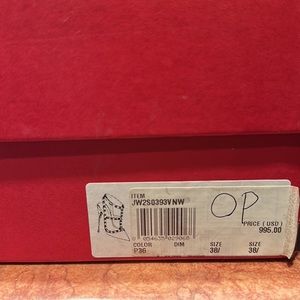 ITEM
JW2S0393VNW
OP
PRICE ( USD )
995.00
COLOR DIM SIZE SIZE
P36 38/ 38/